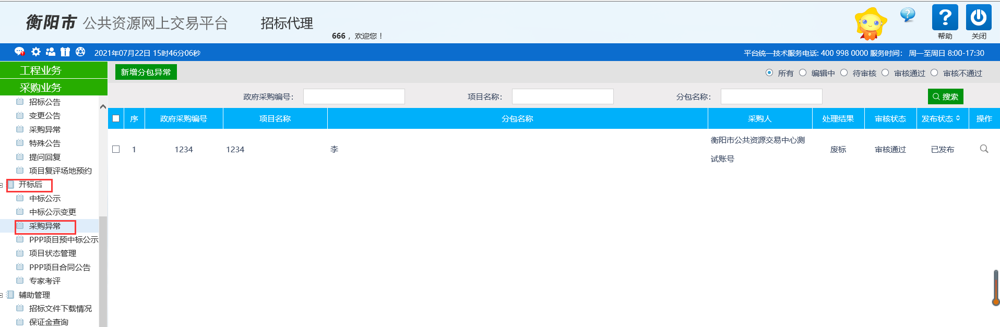 衡阳市 公共资源网上交易平台 招标代理
666 ，欢迎您！
帮助 关闭
2021年07月22日 15时46分06秒
平台统一技术服务电话: 400 998 0000 服务时间： 周一至周日 8:00-17:30
工程业务
采购业务
招标公告
变更公告
采购异常
特殊公告
提问回复
项目复评场地预约
开标后
中标公示
中标公示变更
采购异常
PPP项目预中标公示
项目状态管理
PPP项目合同公告
专家考评
辅助管理
招标文件下载情况
保证金查询
新增分包异常
所有 编辑中 待审核 审核通过 审核不通过
政府采购编号： 项目名称： 分包名称： 搜索
序 政府采购编号 项目名称 分包名称 采购人 处理结果 审核状态 发布状态 操作
1 1234 1234 李 衡阳市公共资源交易中心测 废标 审核通过 已发布
试账号